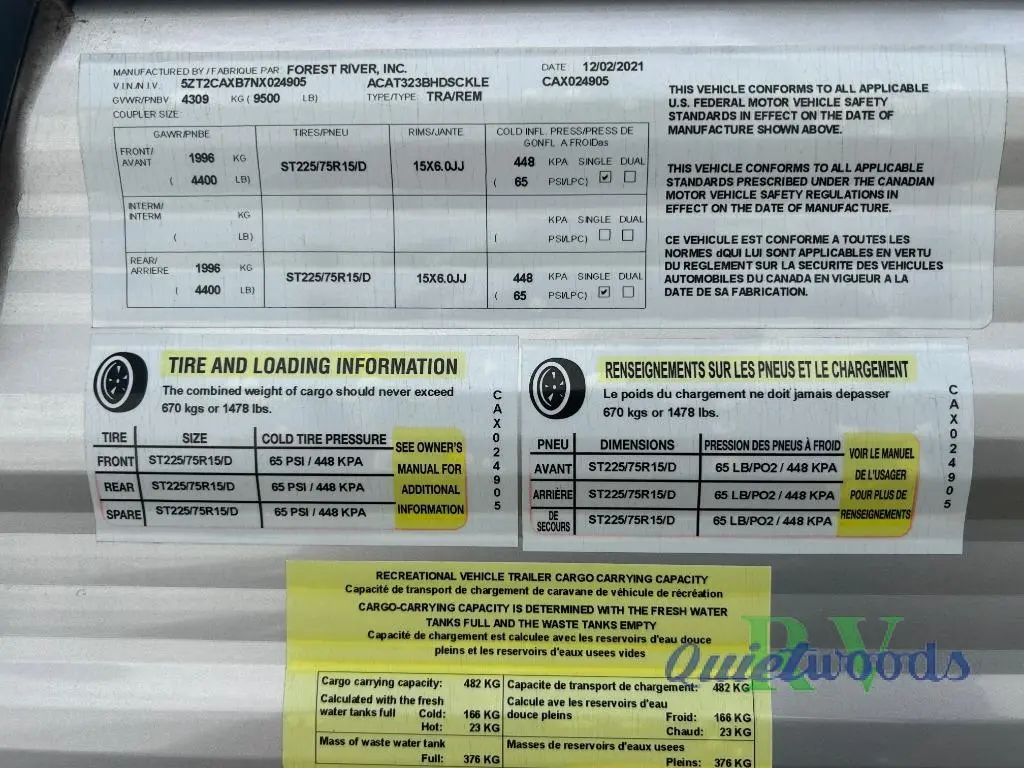 MANUFACTURED BY / FABRIQUE PAR FOREST RIVER, INC. DATE 12/02/2021
V.I.N./N.I.V. 5ZT2CAXB7NX024905 ACAT323BHDSCKLE CAX024905
GVWR/PNBV 4309 KG ( 9500 LB) TYPE/TYPE TRA/REM
COUPLER SIZE
GAWR/PNBE TIRES/PNEU RIMS/JANTE COLD INFL. PRESS/PRESS DE
GONFL A FROIDas
FRONT/
AVANT 1996 KG ST225/75R15/D 15X6.0JJ 448 KPA SINGLE DUAL
( 4400 LB) ( 65 PSI/LPC)
INTERM/
INTERM KG KPA SINGLE DUAL
( LB) ( PSI/LPC)
REAR/
ARRIERE 1996 KG ST225/75R15/D 15X6.0JJ 448 KPA SINGLE DUAL
( 4400 LB) ( 65 PSI/LPC)
THIS VEHICLE CONFORMS TO ALL APPLICABLE
U.S. FEDERAL MOTOR VEHICLE SAFETY
STANDARDS IN EFFECT ON THE DATE OF
MANUFACTURE SHOWN ABOVE.
THIS VEHICLE CONFORMS TO ALL APPLICABLE
STANDARDS PRESCRIBED UNDER THE CANADIAN
MOTOR VEHICLE SAFETY REGULATIONS IN
EFFECT ON THE DATE OF MANUFACTURE.
CE VEHICULE EST CONFORME A TOUTES LES
NORMES dQUI LUI SONT APPLICABLES EN VERTU
DU REGLEMENT SUR LA SECURITE DES VEHICULES
AUTOMOBILES DU CANADA EN VIGUEUR A LA
DATE DE SA FABRICATION.
TIRE AND LOADING INFORMATION
The combined weight of cargo should never exceed
670 kgs or 1478 lbs.
TIRE SIZE COLD TIRE PRESSURE
FRONT ST225/75R15/D 65 PSI / 448 KPA
REAR ST225/75R15/D 65 PSI / 448 KPA
SPARE ST225/75R15/D 65 PSI / 448 KPA
SEE OWNER'S
MANUAL FOR
ADDITIONAL
INFORMATION
CAX024905
RENSEIGNEMENTS SUR LES PNEUS ET LE CHARGEMENT
Le poids du chargement ne doit jamais depasser
670 kgs or 1478 lbs.
PNEU DIMENSIONS PRESSION DES PNEUS À FROID
AVANT ST225/75R15/D 65 LB/PO2 / 448 KPA
ARRIÈRE ST225/75R15/D 65 LB/PO2 / 448 KPA
DE
SECOURS ST225/75R15/D 65 LB/PO2 / 448 KPA
VOIR LE MANUEL
DE L'USAGER
POUR PLUS DE
RENSEIGNEMENTS
CAX024905
RECREATIONAL VEHICLE TRAILER CARGO CARRYING CAPACITY
Capacité de transport de chargement de caravane de véhicule de récréation
CARGO-CARRYING CAPACITY IS DETERMINED WITH THE FRESH WATER
TANKS FULL AND THE WASTE TANKS EMPTY
Capacité de chargement est calculee avec les reservoirs d'eau douce
pleins et les reservoirs d'eaux usees vides
Cargo carrying capacity: 482 KG
Calculated with the fresh
water tanks full Cold: 166 KG
Hot: 23 KG
Mass of waste water tank
Full: 376 KG
Capacite de transport de chargement: 482 KG
Calcule ave les reservoirs d'eau
douce pleins Froid: 166 KG
Chaud: 23 KG
Masses de reservoirs d'eaux usees
Pleins: 376 KG
RV
Quietwoods